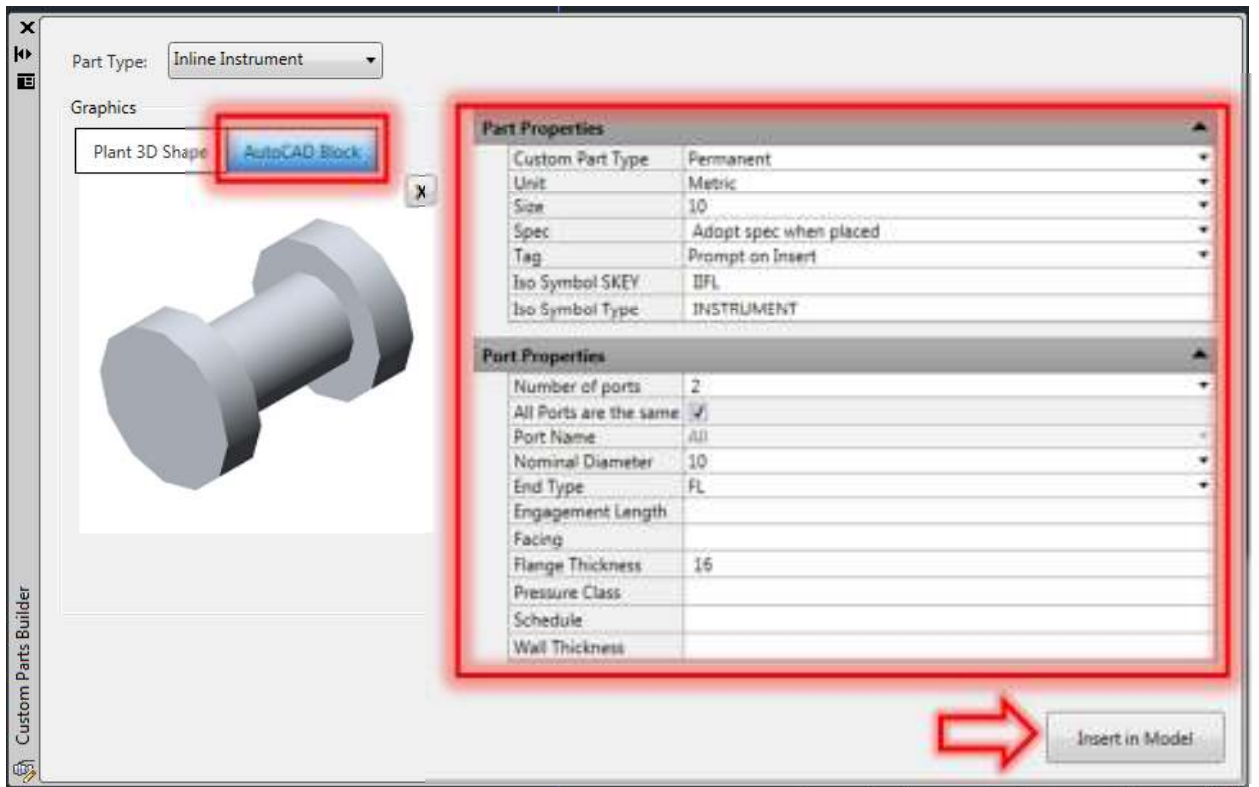 Part Type: Inline Instrument
Graphics
Plant 3D Shape AutoCAD Block
X
Part Properties
Custom Part Type Permanent
Unit Metric
Size 10
Spec Adopt spec when placed
Tag Prompt on Insert
Iso Symbol SKEY IIFL
Iso Symbol Type INSTRUMENT
Part Properties
Number of ports 2
All Ports are the same
Port Name All
Nominal Diameter 10
End Type FL
Engagement Length
Facing
Flange Thickness 16
Pressure Class
Schedule
Wall Thickness
Insert in Model
Custom Parts Builder